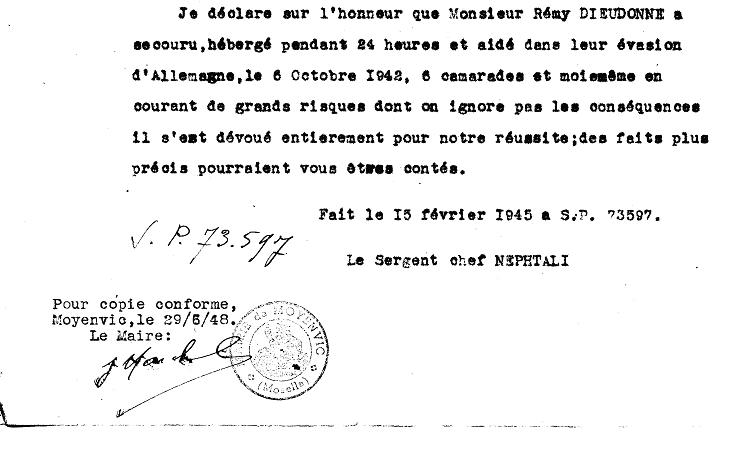 Je déclare sur l'honneur que Monsieur Rémy DIEUDONNE a
secouru,hébergé pendant 24 heures et aidé dans leur évasion
d'Allemagne,le 6 Octobre I942, 6 camarades et moiemême en
courant de grands risques dont on ignore pas les conséquences
il s'est dévoué entierement pour notre réussite;des faits plus
précis pourraient vous êtres contés.
Fait le I5 février I945 a S.P. 73597.
S.P. 73.597
Le Sergent chef NEPHTALI
Pour copie conforme,
Moyenvic,le 29/6/48.
Le Maire:
MAIRIE de MOYENVIC
(Moselle)